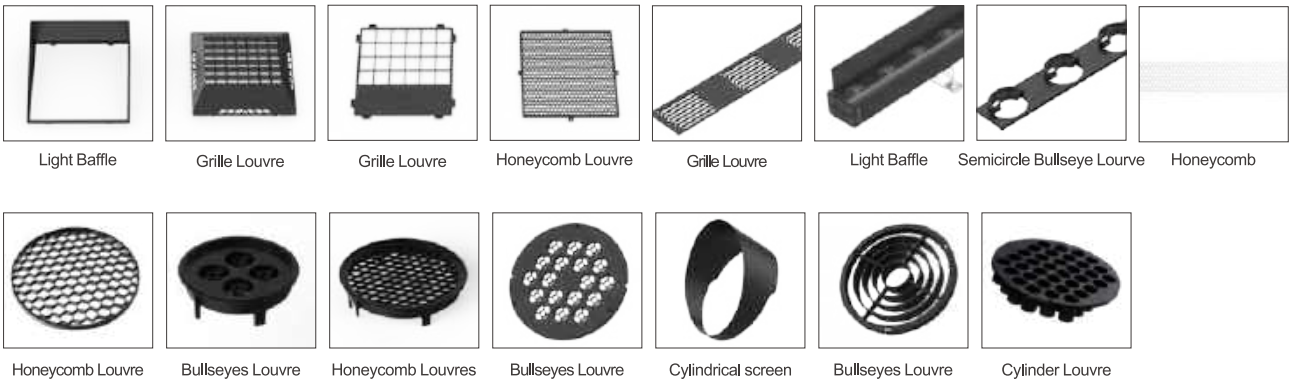 Light Baffle
Grille Louvre
Grille Louvre
Honeycomb Louvre
Grille Louvre
Light Baffle
Semicircle Bullseye Lourve
Honeycomb
Honeycomb Louvre
Bullseyes Louvre
Honeycomb Louvres
Bullseyes Louvre
Cylindrical screen
Bullseyes Louvre
Cylinder Louvre